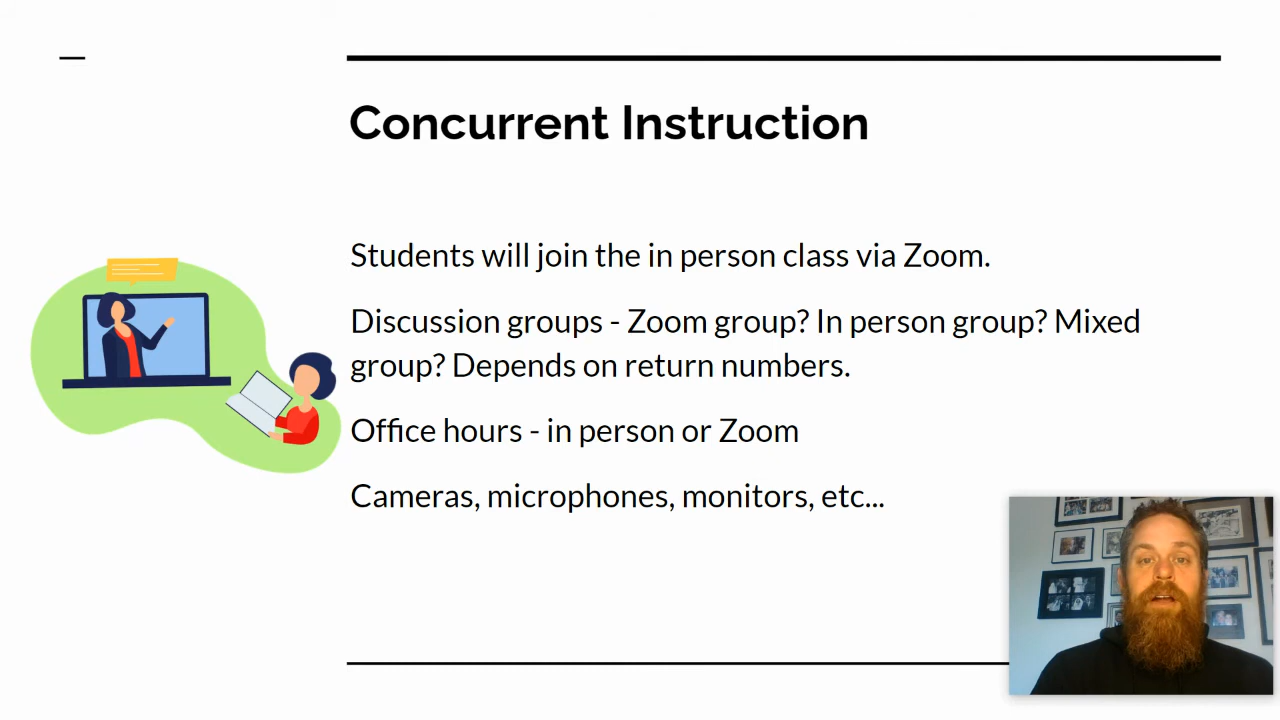 Concurrent Instruction
Students will join the in person class via Zoom.
Discussion groups - Zoom group? In person group? Mixed
group? Depends on return numbers.
Office hours - in person or Zoom
Cameras, microphones, monitors, etc...